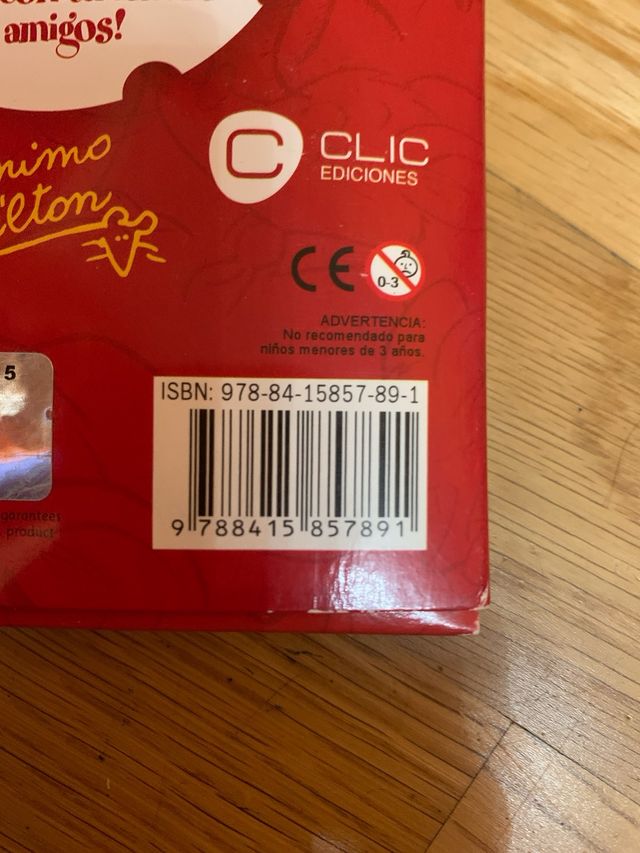 amigos!
CLIC
EDICIONES
CE
0-3
ADVERTENCIA:
No recomendado para
niños menores de 3 años.
5
ISBN: 978-84-15857-89-1
9 788415 857891
garantees
product